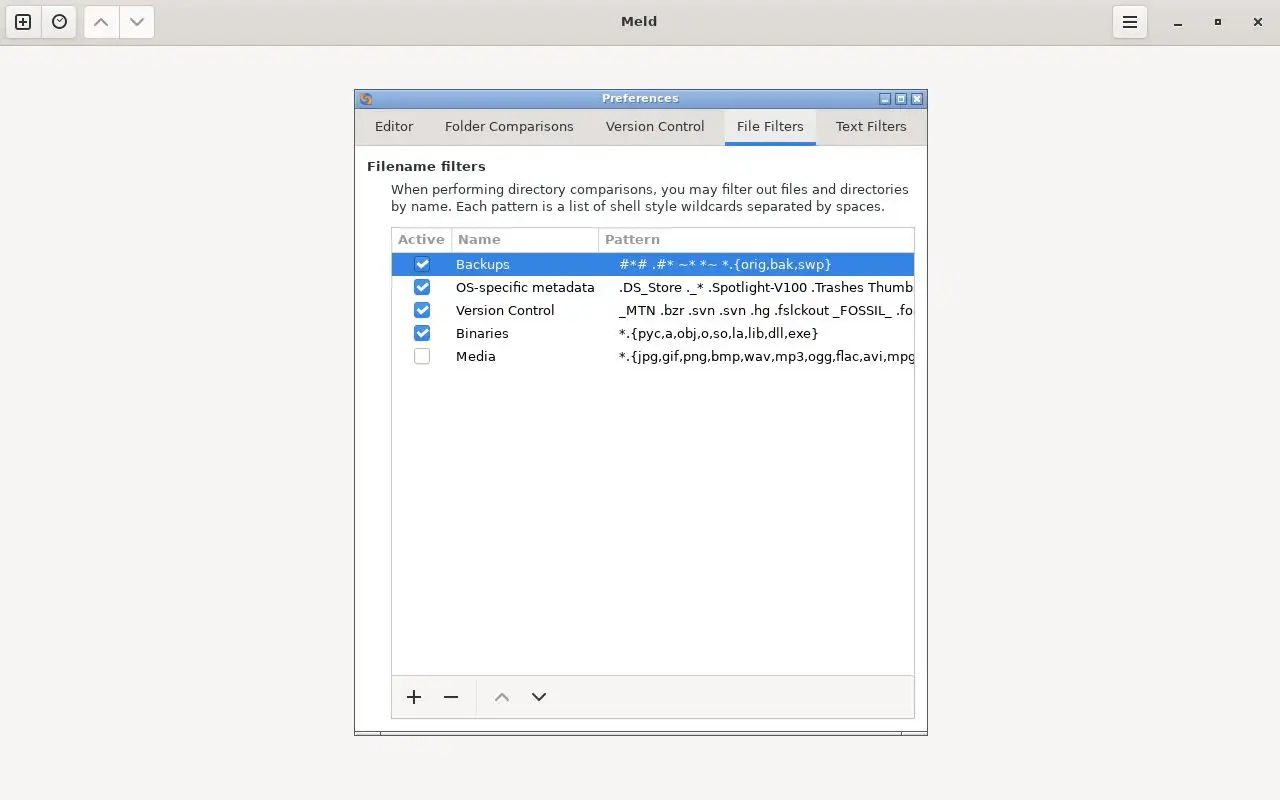 Meld
Preferences
Editor Folder Comparisons Version Control File Filters Text Filters
Filename filters
When performing directory comparisons, you may filter out files and directories
by name. Each pattern is a list of shell style wildcards separated by spaces.
Active Name Pattern
Backups #*# .#* ~* *~ *.{orig,bak,swp}
OS-specific metadata .DS_Store ._* .Spotlight-V100 .Trashes Thumb
Version Control _MTN .bzr .svn .svn .hg .fslckout _FOSSIL_ .fo
Binaries *.{pyc,a,obj,o,so,la,lib,dll,exe}
Media *.{jpg,gif,png,bmp,wav,mp3,ogg,flac,avi,mpg